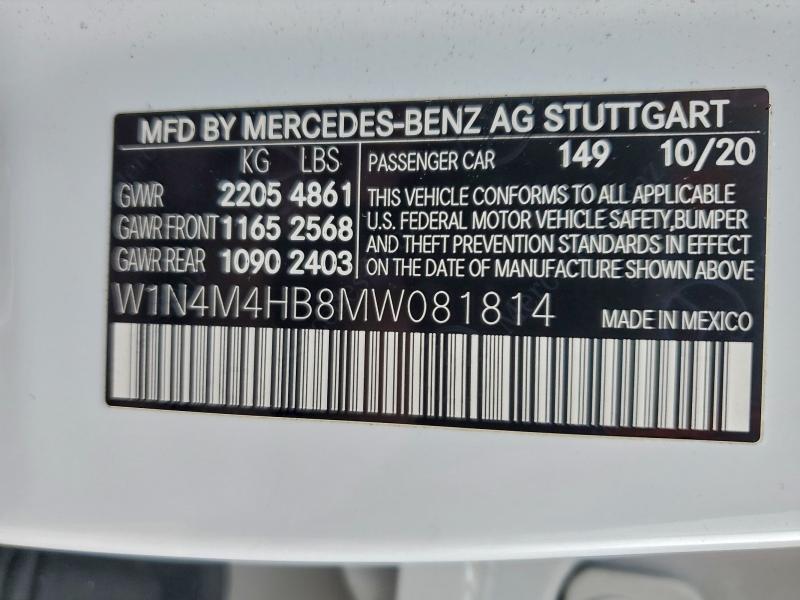 MFD BY MERCEDES-BENZ AG STUTTGART
KG LBS
GVWR 2205 4861
GAWR FRONT 1165 2568
GAWR REAR 1090 2403
PASSENGER CAR 149 10/20
THIS VEHICLE CONFORMS TO ALL APPLICABLE
U.S. FEDERAL MOTOR VEHICLE SAFETY,BUMPER
AND THEFT PREVENTION STANDARDS IN EFFECT
ON THE DATE OF MANUFACTURE SHOWN ABOVE
W1N4M4HB8MW081814
MADE IN MEXICO